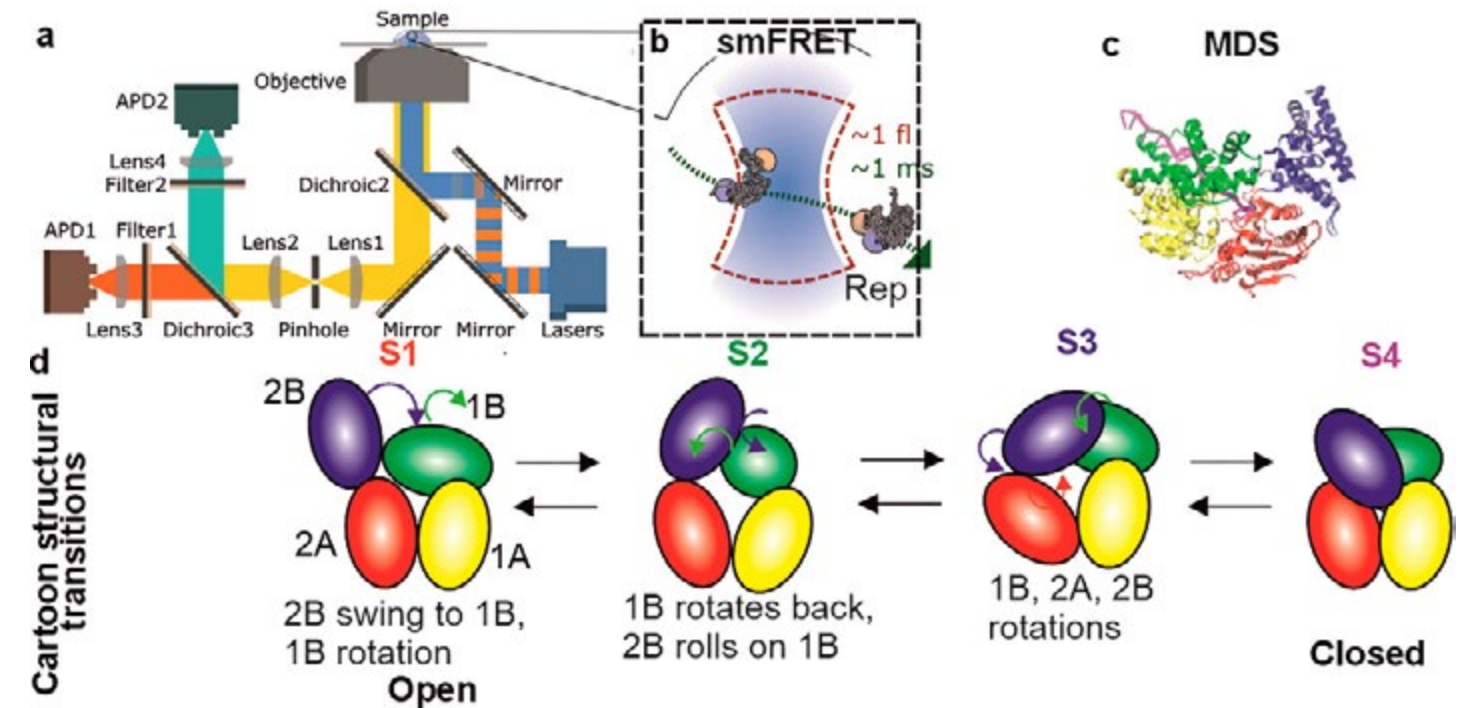 a
Sample
Objective
APD2
Lens4
Filter2
Dichroic2
Mirror
APD1
Filter1
Lens2
Lens1
Lens3
Dichroic3
Pinhole
Mirror
Mirror
Lasers
b
smFRET
~1 fl
~1 ms
Rep
c
MDS
d
Cartoon structural
transitions
S1
2B
1B
2A
1A
2B swing to 1B,
1B rotation
Open
S2
1B rotates back,
2B rolls on 1B
S3
1B, 2A, 2B
rotations
S4
Closed